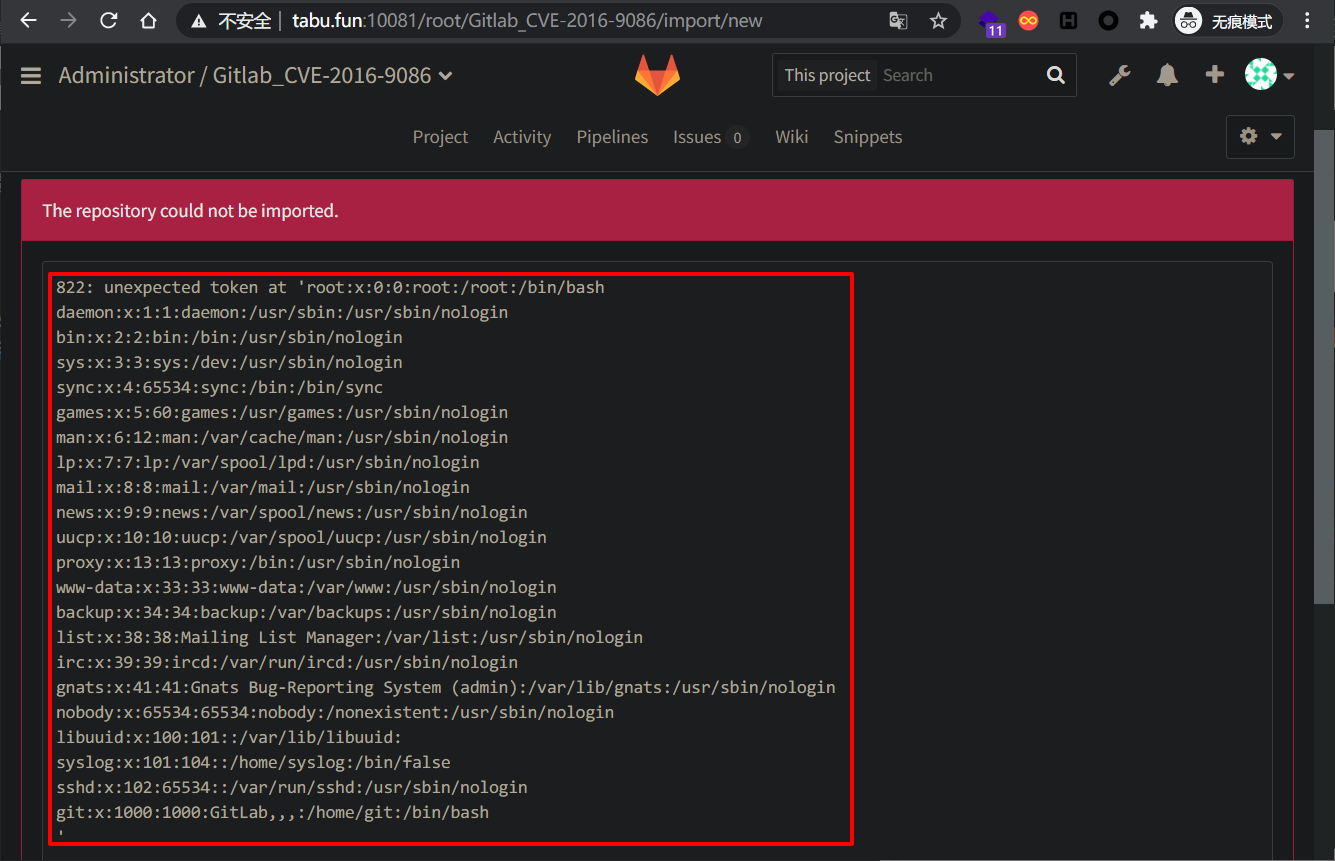 不安全 | tabu.fun:10081/root/Gitlab_CVE-2016-9086/import/new
11
无痕模式
Administrator / Gitlab_CVE-2016-9086
This project Search
Project Activity Pipelines Issues 0 Wiki Snippets
The repository could not be imported.
822: unexpected token at 'root:x:0:0:root:/root:/bin/bash
daemon:x:1:1:daemon:/usr/sbin:/usr/sbin/nologin
bin:x:2:2:bin:/bin:/usr/sbin/nologin
sys:x:3:3:sys:/dev:/usr/sbin/nologin
sync:x:4:65534:sync:/bin:/bin/sync
games:x:5:60:games:/usr/games:/usr/sbin/nologin
man:x:6:12:man:/var/cache/man:/usr/sbin/nologin
lp:x:7:7:lp:/var/spool/lpd:/usr/sbin/nologin
mail:x:8:8:mail:/var/mail:/usr/sbin/nologin
news:x:9:9:news:/var/spool/news:/usr/sbin/nologin
uucp:x:10:10:uucp:/var/spool/uucp:/usr/sbin/nologin
proxy:x:13:13:proxy:/bin:/usr/sbin/nologin
www-data:x:33:33:www-data:/var/www:/usr/sbin/nologin
backup:x:34:34:backup:/var/backups:/usr/sbin/nologin
list:x:38:38:Mailing List Manager:/var/list:/usr/sbin/nologin
irc:x:39:39:ircd:/var/run/ircd:/usr/sbin/nologin
gnats:x:41:41:Gnats Bug-Reporting System (admin):/var/lib/gnats:/usr/sbin/nologin
nobody:x:65534:65534:nobody:/nonexistent:/usr/sbin/nologin
libuuid:x:100:101::/var/lib/libuuid:
syslog:x:101:104::/home/syslog:/bin/false
sshd:x:102:65534::/var/run/sshd:/usr/sbin/nologin
git:x:1000:1000:GitLab,,,:/home/git:/bin/bash
'